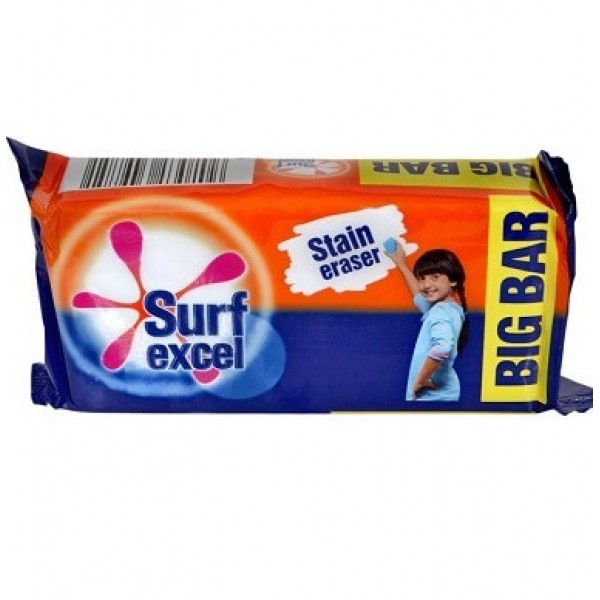 BIG BAR
Surf
excel
Stain
eraser
BIG BAR